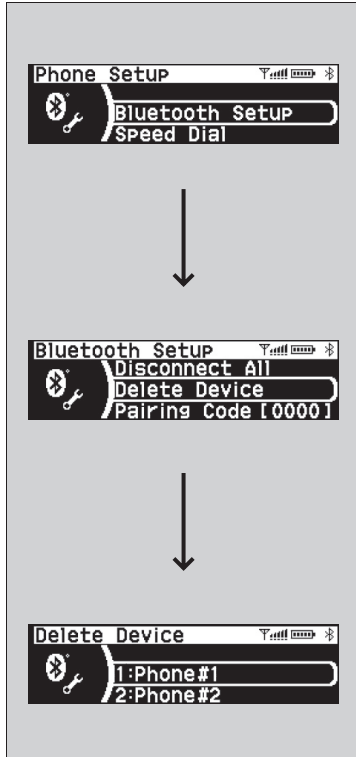 Phone Setup
Bluetooth Setup
Speed Dial
Bluetooth Setup
Disconnect All
Delete Device
Pairing Code [0000]
Delete Device
1:Phone#1
2:Phone#2